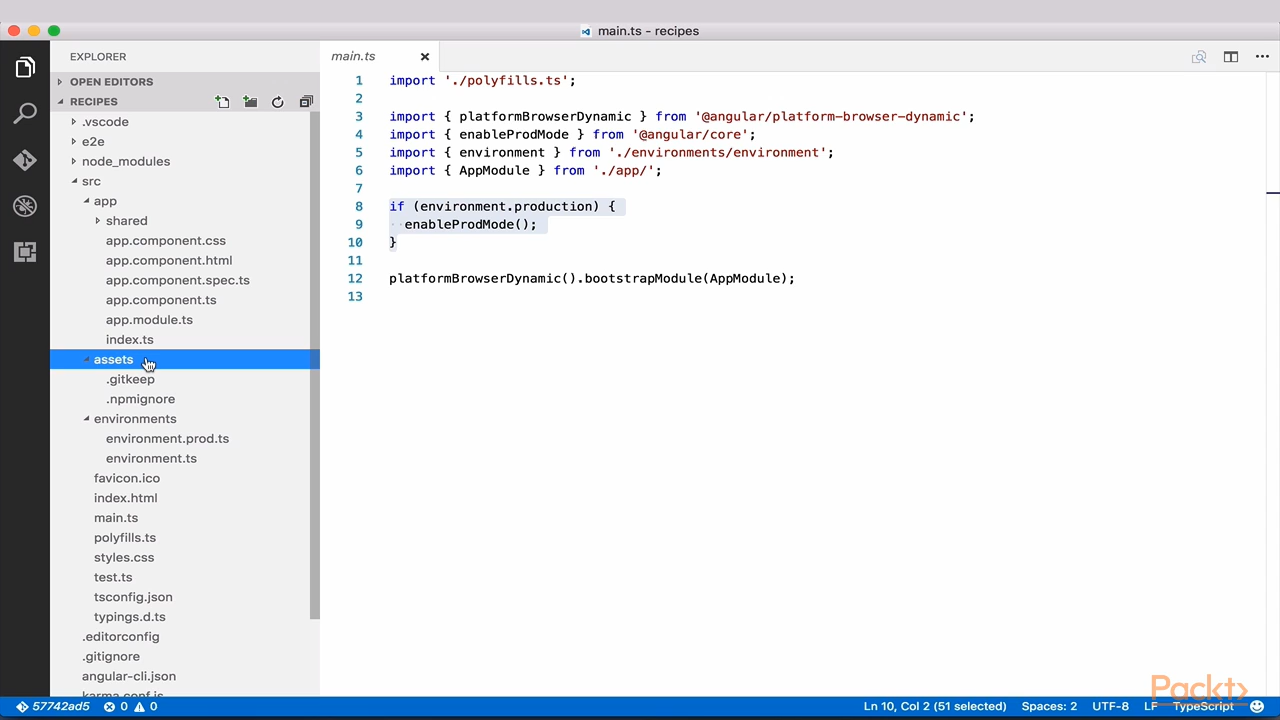 main.ts - recipes
EXPLORER
OPEN EDITORS
RECIPES
.vscode
e2e
node_modules
src
app
shared
app.component.css
app.component.html
app.component.spec.ts
app.component.ts
app.module.ts
index.ts
assets
.gitkeep
.npmignore
environments
environment.prod.ts
environment.ts
favicon.ico
index.html
main.ts
polyfills.ts
styles.css
test.ts
tsconfig.json
typings.d.ts
.editorconfig
.gitignore
angular-cli.json
karma.conf.js
main.ts
1 import './polyfills.ts';
2
3 import { platformBrowserDynamic } from '@angular/platform-browser-dynamic';
4 import { enableProdMode } from '@angular/core';
5 import { environment } from './environments/environment';
6 import { AppModule } from './app/';
7
8 if (environment.production) {
9 ··enableProdMode();
10 }
11
12 platformBrowserDynamic().bootstrapModule(AppModule);
13
Packt
57742ad5 0 0 Ln 10, Col 2 (51 selected) Spaces: 2 UTF-8 LF TypeScript